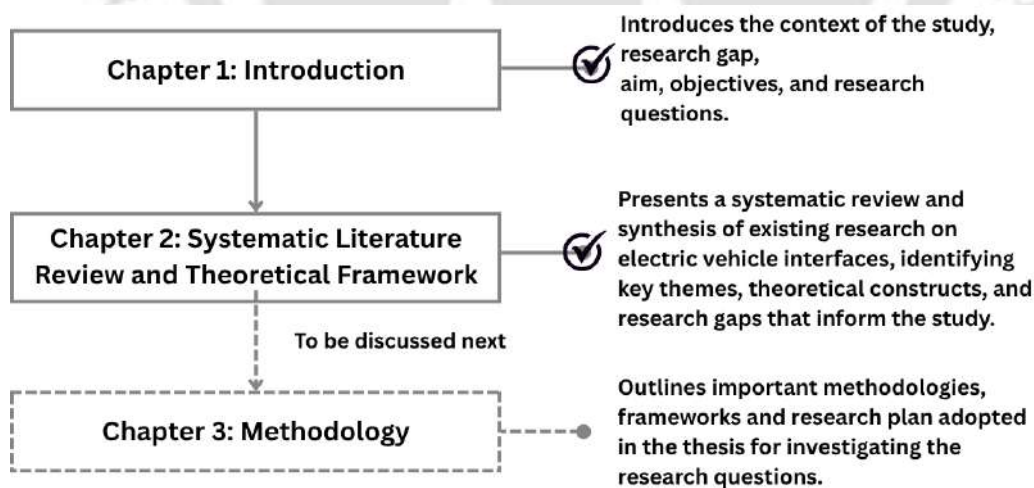 Chapter 1: Introduction
Introduces the context of the study,
research gap,
aim, objectives, and research
questions.
Chapter 2: Systematic Literature
Review and Theoretical Framework
Presents a systematic review and
synthesis of existing research on
electric vehicle interfaces, identifying
key themes, theoretical constructs, and
research gaps that inform the study.
To be discussed next
Chapter 3: Methodology
Outlines important methodologies,
frameworks and research plan adopted
in the thesis for investigating the
research questions.